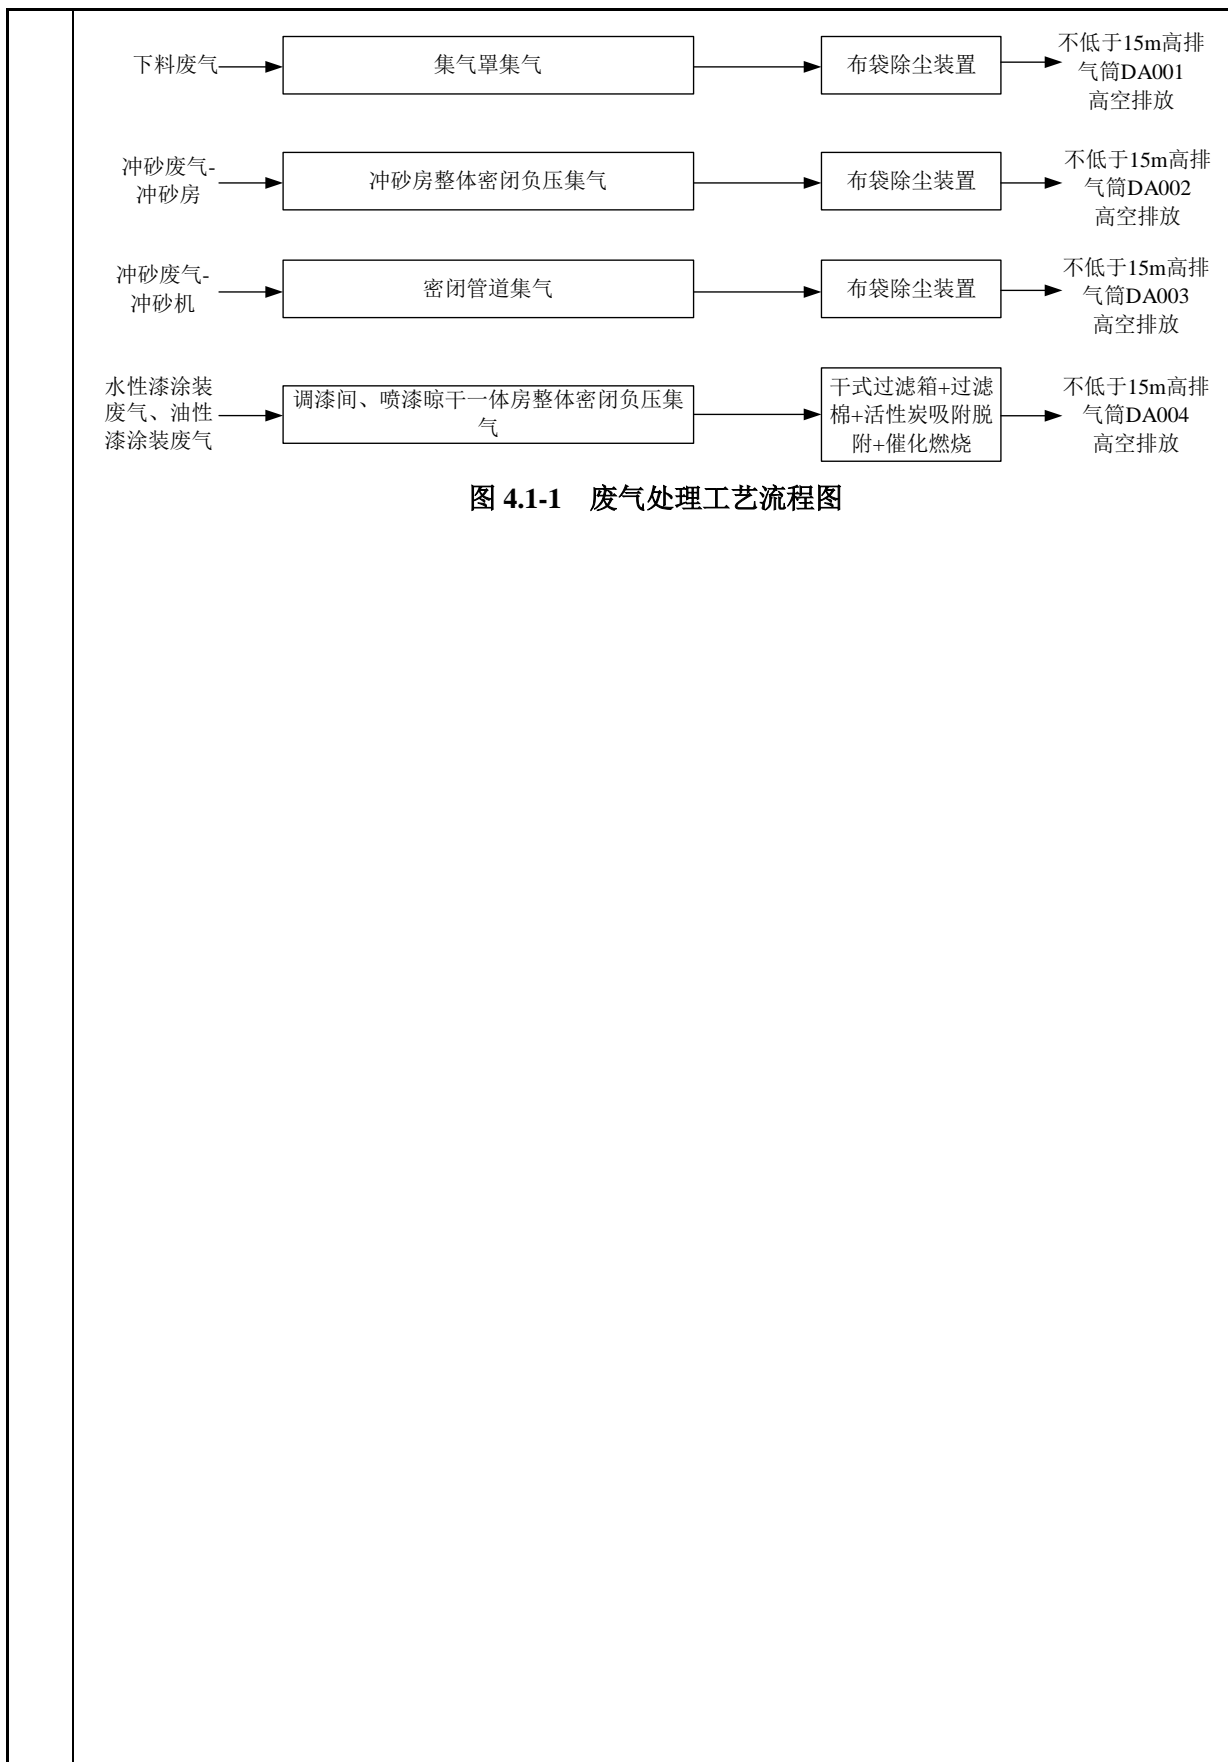 下料废气
集气罩集气
布袋除尘装置
不低于15m高排
气筒DA001
高空排放
冲砂废气-
冲砂房
冲砂房整体密闭负压集气
布袋除尘装置
不低于15m高排
气筒DA002
高空排放
冲砂废气-
冲砂机
密闭管道集气
布袋除尘装置
不低于15m高排
气筒DA003
高空排放
水性漆涂装
废气、油性
漆涂装废气
调漆间、喷漆晾干一体房整体密闭负压集
气
干式过滤箱+过滤
棉+活性炭吸附脱
附+催化燃烧
不低于15m高排
气筒DA004
高空排放
图 4.1-1 废气处理工艺流程图